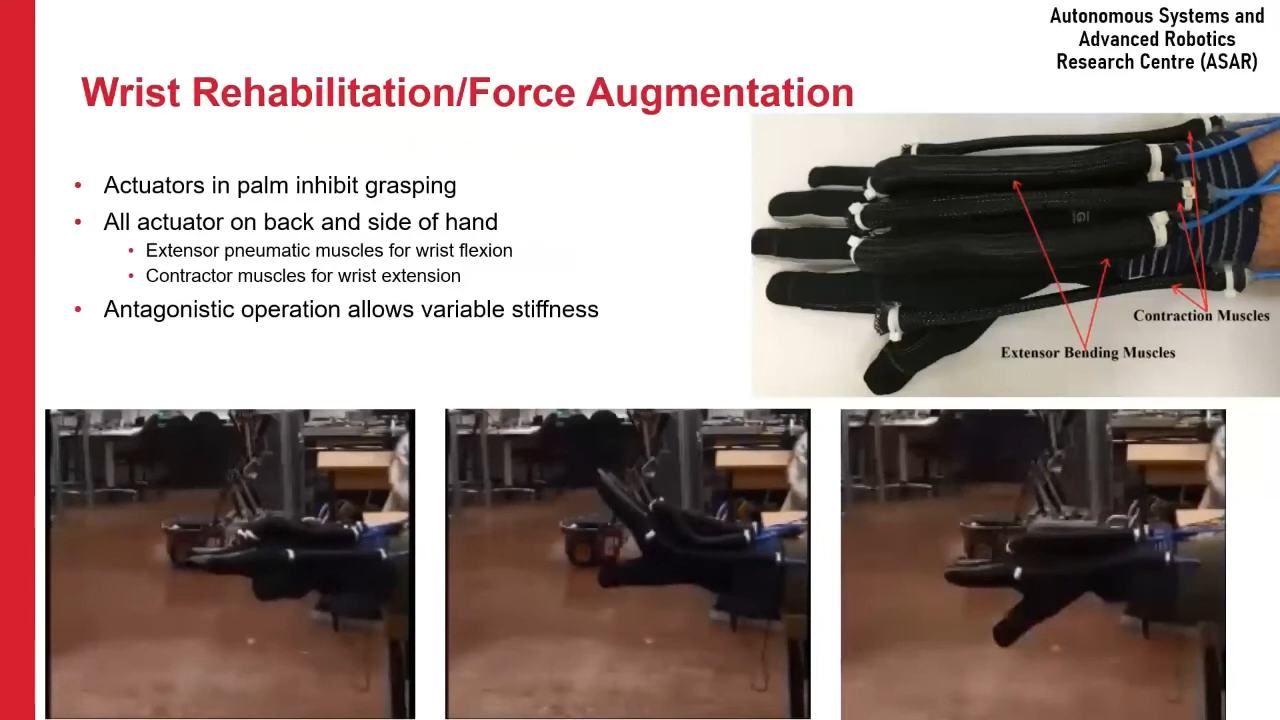 Autonomous Systems and
Advanced Robotics
Research Centre (ASAR)
Wrist Rehabilitation/Force Augmentation
• Actuators in palm inhibit grasping
• All actuator on back and side of hand
• Extensor pneumatic muscles for wrist flexion
• Contractor muscles for wrist extension
• Antagonistic operation allows variable stiffness
Contraction Muscles
Extensor Bending Muscles